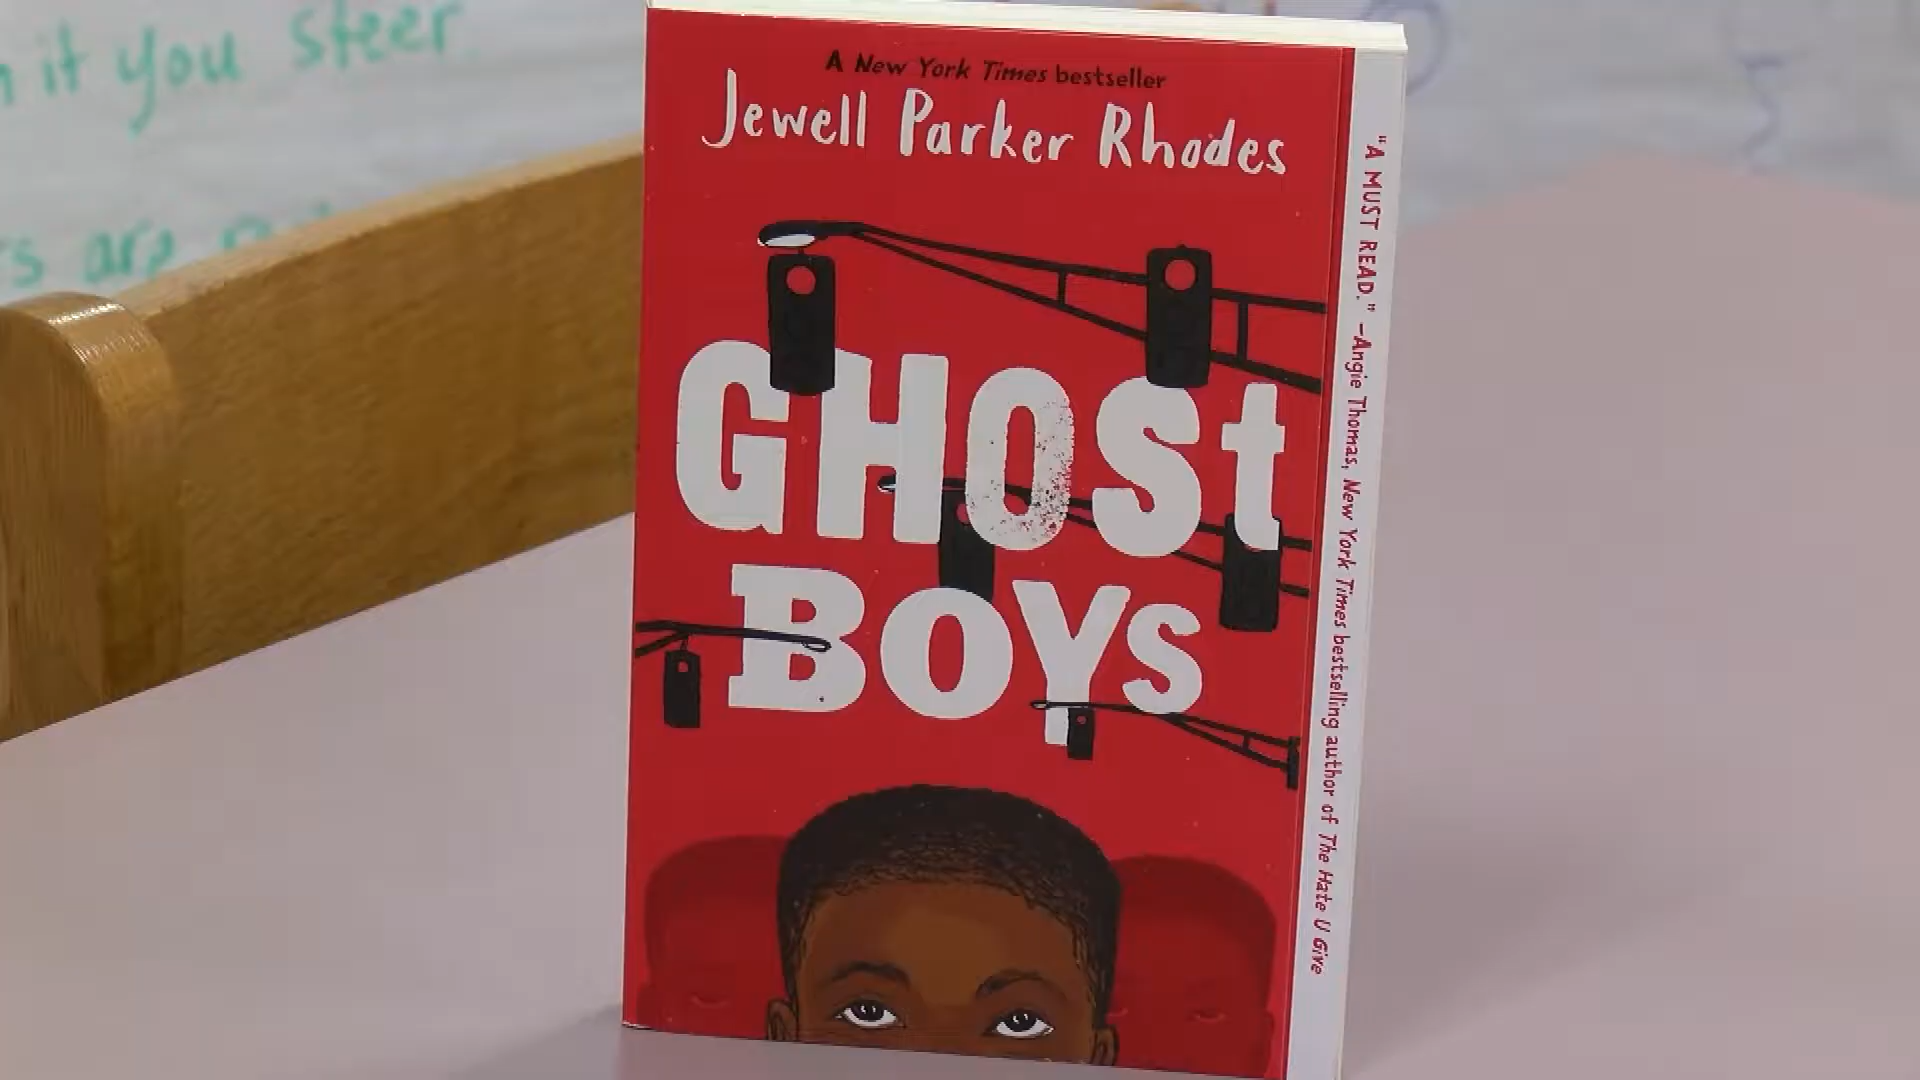 it you steer
are
A New York Times bestseller
Jewell Parker Rhodes
GHOSt
BOYS
"A MUST READ." –Angie Thomas, New York Times bestselling author of The Hate U Give